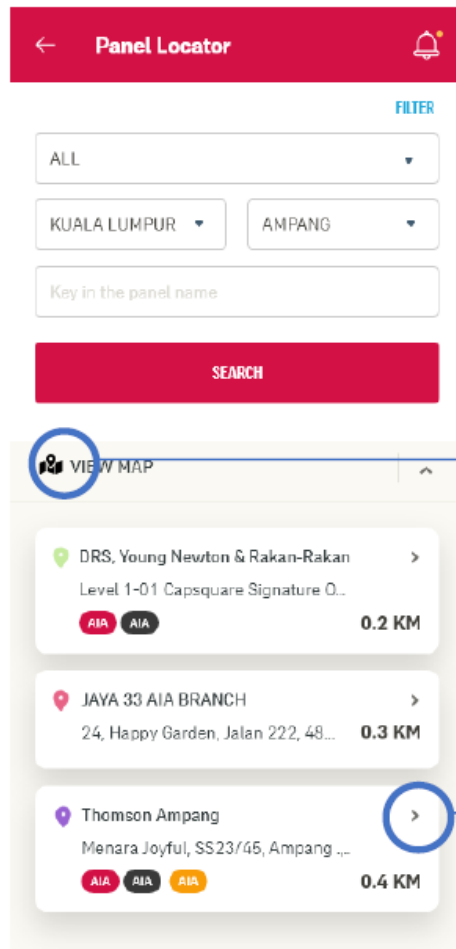 Panel Locator
FILTER
ALL
KUALA LUMPUR AMPANG
Key in the panel name
SEARCH
VIEW MAP
DRS, Young Newton & Rakan-Rakan
Level 1-01 Capsquare Signature O...
AIA AIA 0.2 KM
JAYA 33 AIA BRANCH
24, Happy Garden, Jalan 222, 48... 0.3 KM
Thomson Ampang
Menara Joyful, SS23/45, Ampang .,...
AIA AIA AIA 0.4 KM